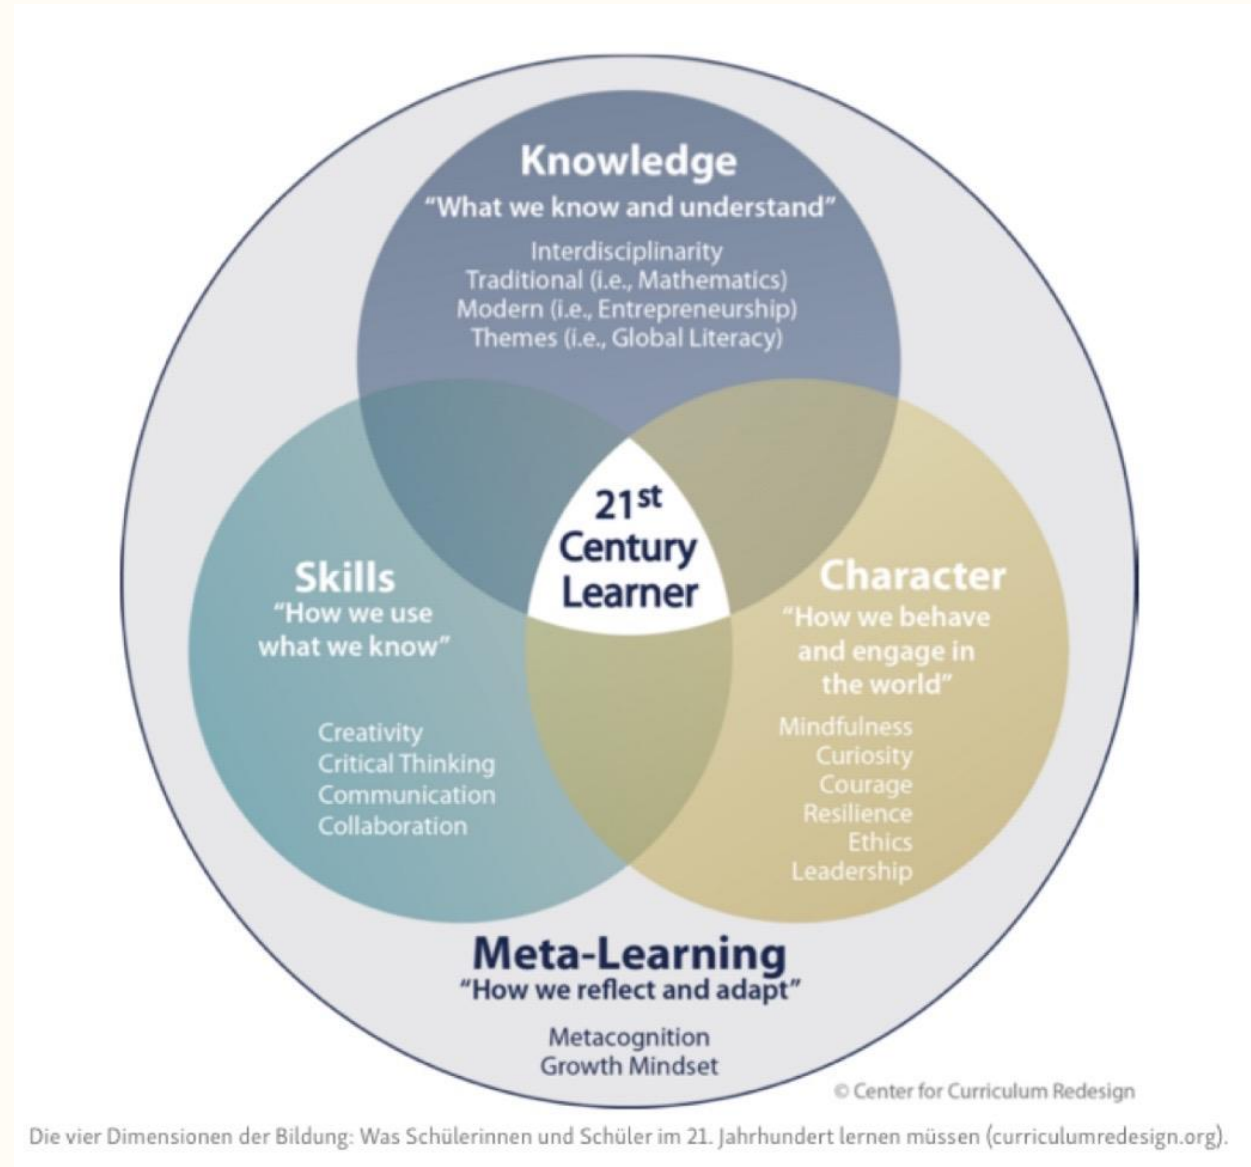 Knowledge
“What we know and understand”
Interdisciplinarity
Traditional (i.e., Mathematics)
Modern (i.e., Entrepreneurship)
Themes (i.e., Global Literacy)
21st
Century
Learner
Skills
“How we use
what we know”
Creativity
Critical Thinking
Communication
Collaboration
Character
“How we behave
and engage in
the world”
Mindfulness
Curiosity
Courage
Resilience
Ethics
Leadership
Meta-Learning
“How we reflect and adapt”
Metacognition
Growth Mindset
© Center for Curriculum Redesign
Die vier Dimensionen der Bildung: Was Schülerinnen und Schüler im 21. Jahrhundert lernen müssen (curriculumredesign.org).